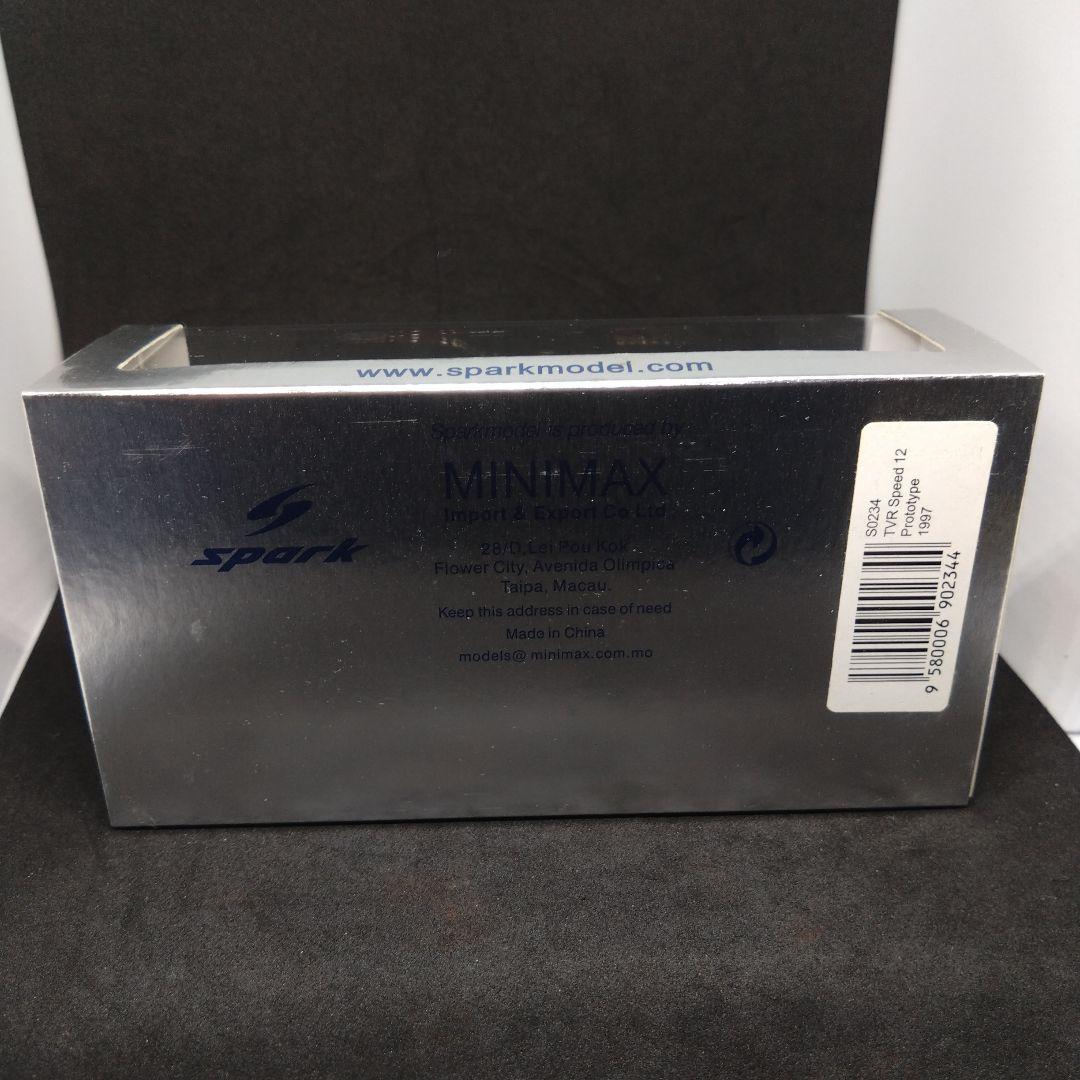 www.sparkmodel.com
Sparkmodel is produced by
MINIMAX
Import & Export Co Ltd
28/D, Lei Pou Kok
Flower City, Avenida Olimpica
Taipa, Macau.
Keep this address in case of need
Made in China
models@minimax.com.mo
spark
S0234
TVR Speed 12
Prototype
1997
9 580006 902344